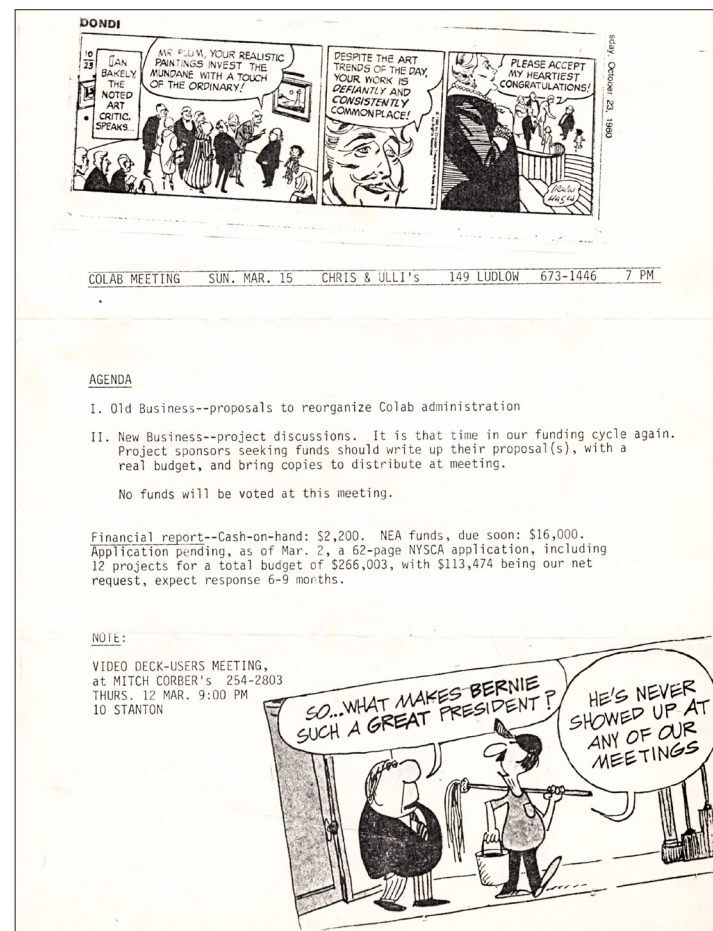 DONDI
10
23
JAN
BAKELY,
THE
NOTED
ART
CRITIC,
SPEAKS...
MR. PLUM, YOUR REALISTIC
PAINTINGS INVEST THE
MUNDANE WITH A TOUCH
OF THE ORDINARY!
DESPITE THE ART
TRENDS OF THE DAY,
YOUR WORK IS
DEFIANTLY AND
CONSISTENTLY
COMMONPLACE!
PLEASE ACCEPT
MY HEARTIEST
CONGRATULATIONS!
IRWIN
HASEN
sday, October 23, 1980
COLAB MEETING SUN. MAR. 15 CHRIS & ULLI's 149 LUDLOW 673-1446 7 PM
AGENDA
I. Old Business--proposals to reorganize Colab administration
II. New Business--project discussions. It is that time in our funding cycle again.
Project sponsors seeking funds should write up their proposal(s), with a
real budget, and bring copies to distribute at meeting.
No funds will be voted at this meeting.
Financial report--Cash-on-hand: $2,200. NEA funds, due soon: $16,000.
Application pending, as of Mar. 2, a 62-page NYSCA application, including
12 projects for a total budget of $266,003, with $113,474 being our net
request, expect response 6-9 months.
NOTE:
VIDEO DECK-USERS MEETING,
at MITCH CORBER's 254-2803
THURS. 12 MAR. 9:00 PM
10 STANTON
SO...WHAT MAKES BERNIE
SUCH A GREAT PRESIDENT?
HE'S NEVER
SHOWED UP AT
ANY OF OUR
MEETINGS